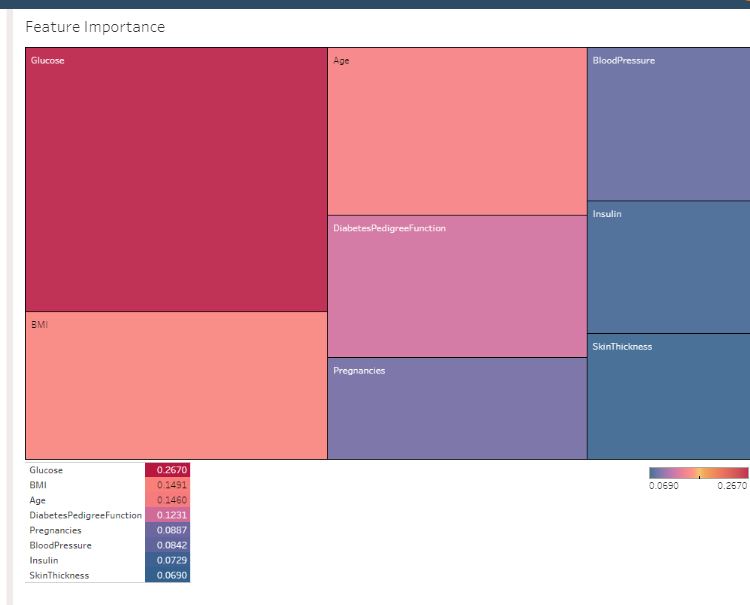 Feature Importance
Glucose
Age
BloodPressure
Insulin
DiabetesPedigreeFunction
BMI
SkinThickness
Pregnancies
Glucose 0.2670
BMI 0.1491
Age 0.1460
DiabetesPedigreeFunction 0.1231
Pregnancies 0.0887
BloodPressure 0.0842
Insulin 0.0729
SkinThickness 0.0690
0.0690 0.2670